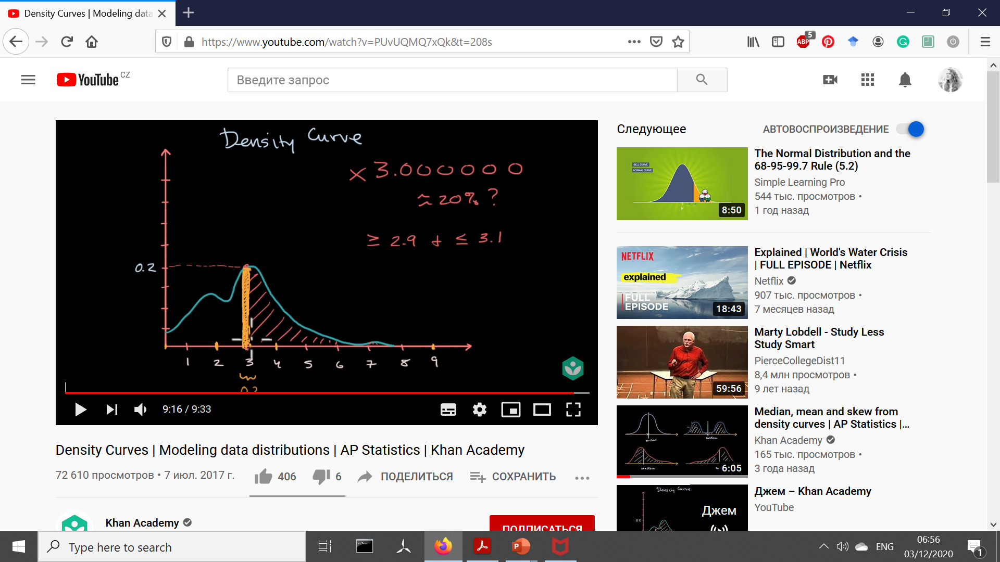 Density Curves | Modeling data
https://www.youtube.com/watch?v=PUvUQMQ7xQk&t=208s
ABP
5
YouTube CZ
Введите запрос
Density Curve
x 3.000000
≈ 20% ?
≥ 2.9 + ≤ 3.1
0.2
1 2 3 4 5 6 7 8 9
0.2
9:16 / 9:33
Density Curves | Modeling data distributions | AP Statistics | Khan Academy
72 610 просмотров • 7 июл. 2017 г.
406
6
ПОДЕЛИТЬСЯ
СОХРАНИТЬ
Khan Academy
ПОДПИСАТЬСЯ
Следующее
АВТОВОСПРОИЗВЕДЕНИЕ
BELL CURVE
NORMAL CURVE
μ
8:50
The Normal Distribution and the
68-95-99.7 Rule (5.2)
Simple Learning Pro
544 тыс. просмотров •
1 год назад
NETFLIX
explained
FULL
EPISODE
18:43
Explained | World's Water Crisis
| FULL EPISODE | Netflix
Netflix
907 тыс. просмотров •
7 месяцев назад
59:56
Marty Lobdell - Study Less
Study Smart
PierceCollegeDist11
8,4 млн просмотров •
9 лет назад
median
median
median
6:05
Median, mean and skew from
density curves | AP Statistics |...
Khan Academy
165 тыс. просмотров •
3 года назад
Density Curve
0.2
Джем
Джем – Khan Academy
YouTube
Type here to search
ENG
06:56
03/12/2020
1